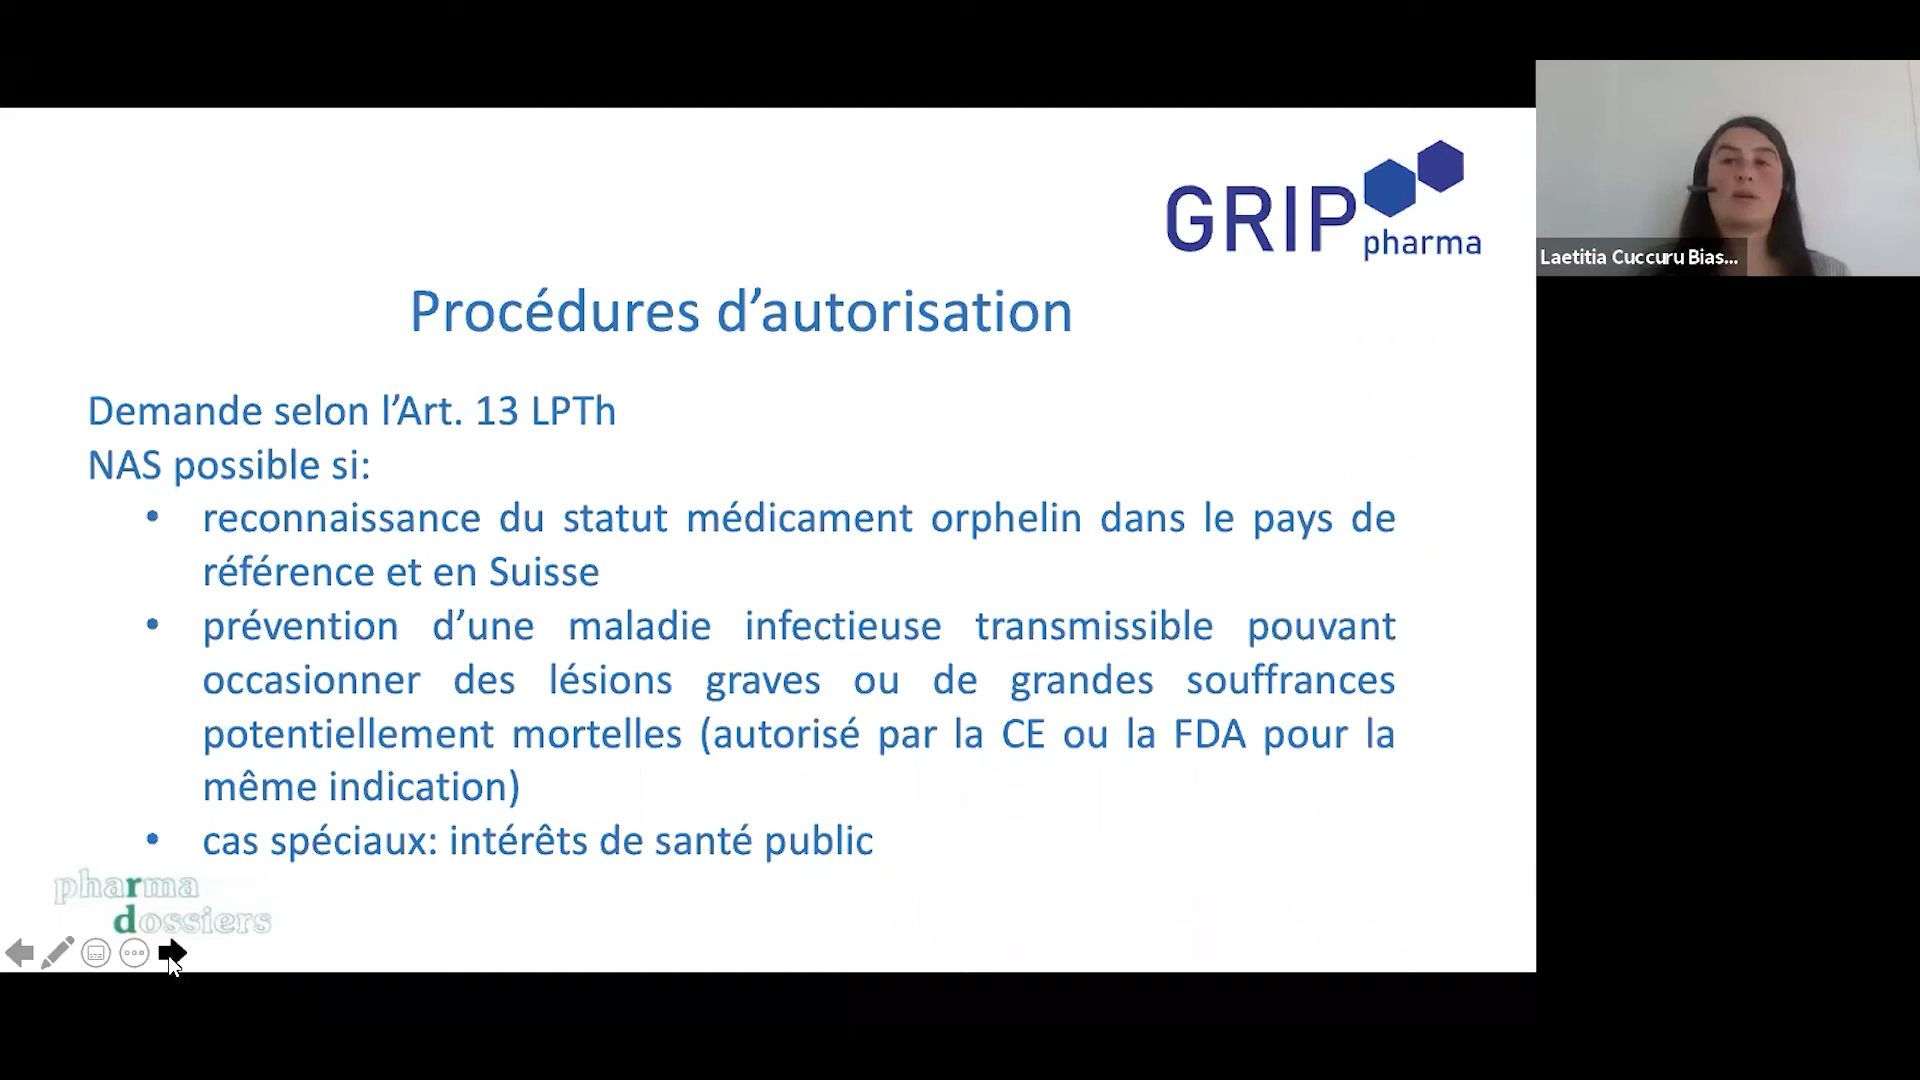 GRIP
pharma
Laetitia Cuccuru Bias...
Procédures d’autorisation
Demande selon l’Art. 13 LPTh
NAS possible si:
• reconnaissance du statut médicament orphelin dans le pays de
référence et en Suisse
• prévention d’une maladie infectieuse transmissible pouvant
occasionner des lésions graves ou de grandes souffrances
potentiellement mortelles (autorisé par la CE ou la FDA pour la
même indication)
• cas spéciaux: intérêts de santé public
pharma
dossiers